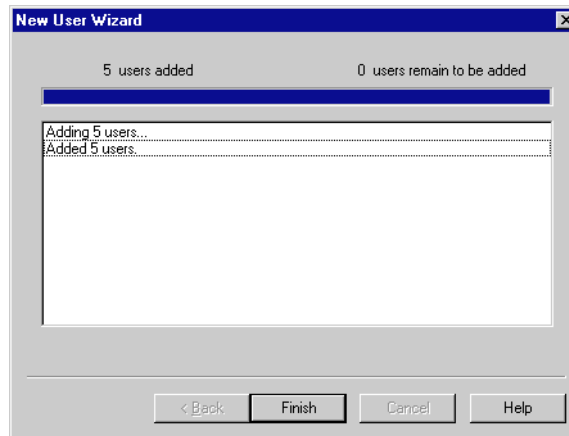 New User Wizard
5 users added 0 users remain to be added
Adding 5 users...
Added 5 users.
< Back Finish Cancel Help